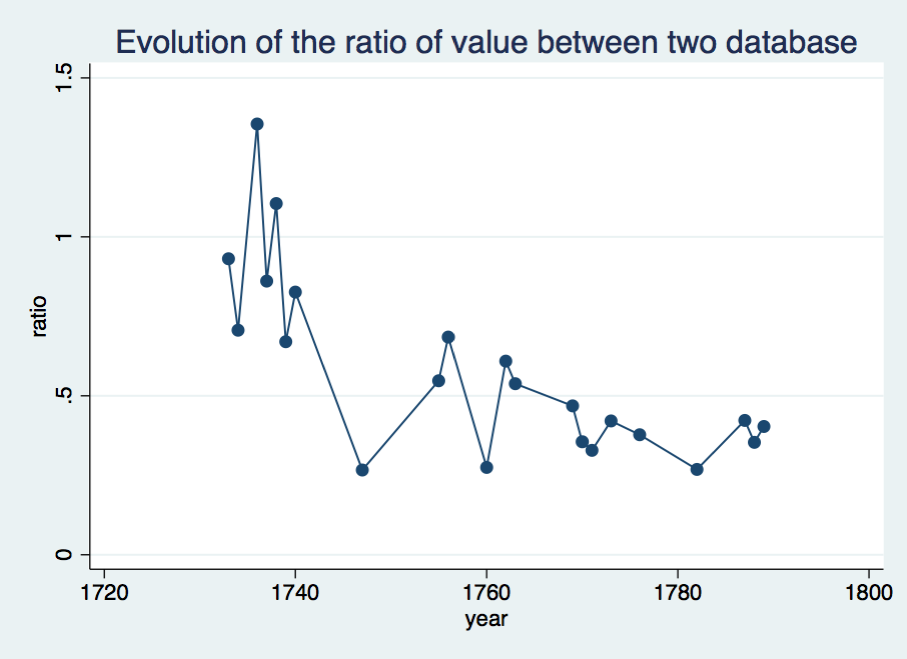 Evolution of the ratio of value between two database
1.5
1
.5
0
ratio
1720 1740 1760 1780 1800
year